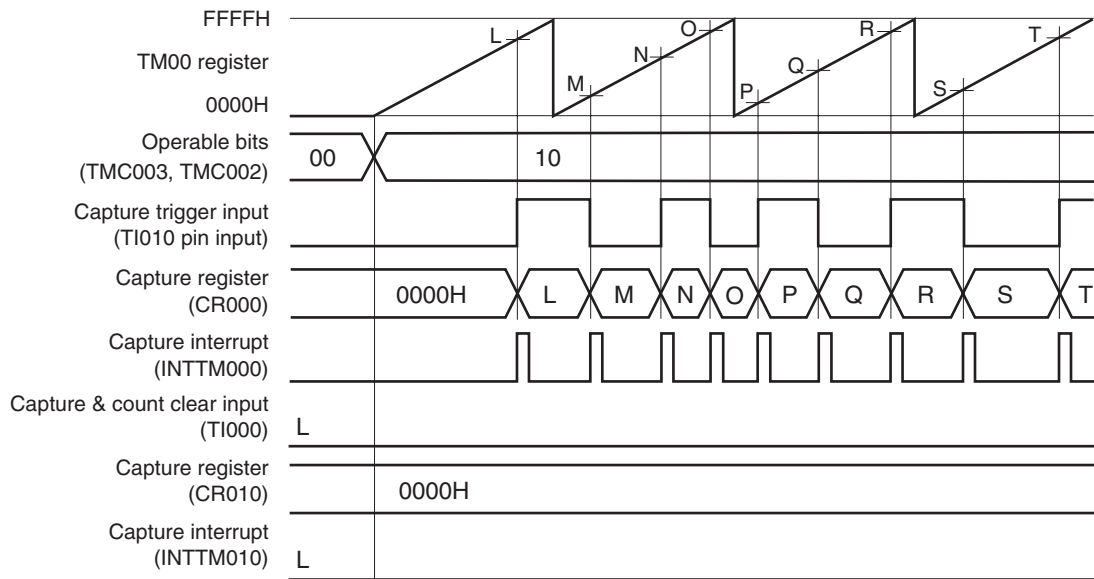 FFFFH
TM00 register
0000H
L
M
N
O
P
Q
R
S
T
Operable bits
(TMC003, TMC002)
00
10
Capture trigger input
(TI010 pin input)
Capture register
(CR000)
0000H
L
M
N
O
P
Q
R
S
T
Capture interrupt
(INTTM000)
Capture & count clear input
(TI000)
L
Capture register
(CR010)
0000H
Capture interrupt
(INTTM010)
L